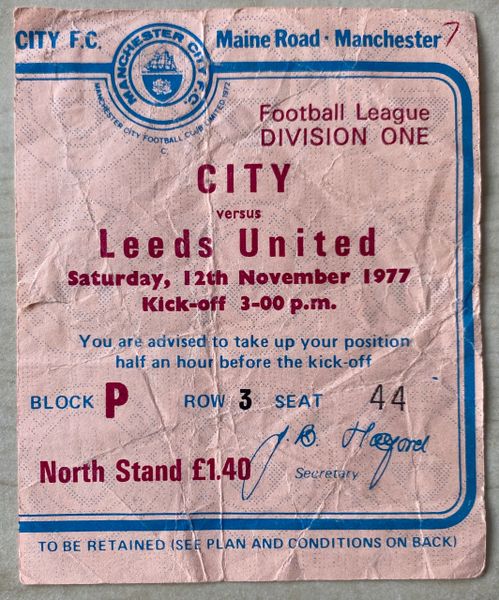 CITY F.C.
Maine Road · Manchester 7
MANCHESTER CITY F.C.
MANCHESTER CITY FOOTBALL CLUB LIMITED 1977
C.
Football League
DIVISION ONE
CITY
versus
Leeds United
Saturday, 12th November 1977
Kick-off 3-00 p.m.
You are advised to take up your position
half an hour before the kick-off
BLOCK P ROW 3 SEAT 44
J. B. Halford
North Stand £1.40
Secretary
TO BE RETAINED (SEE PLAN AND CONDITIONS ON BACK)